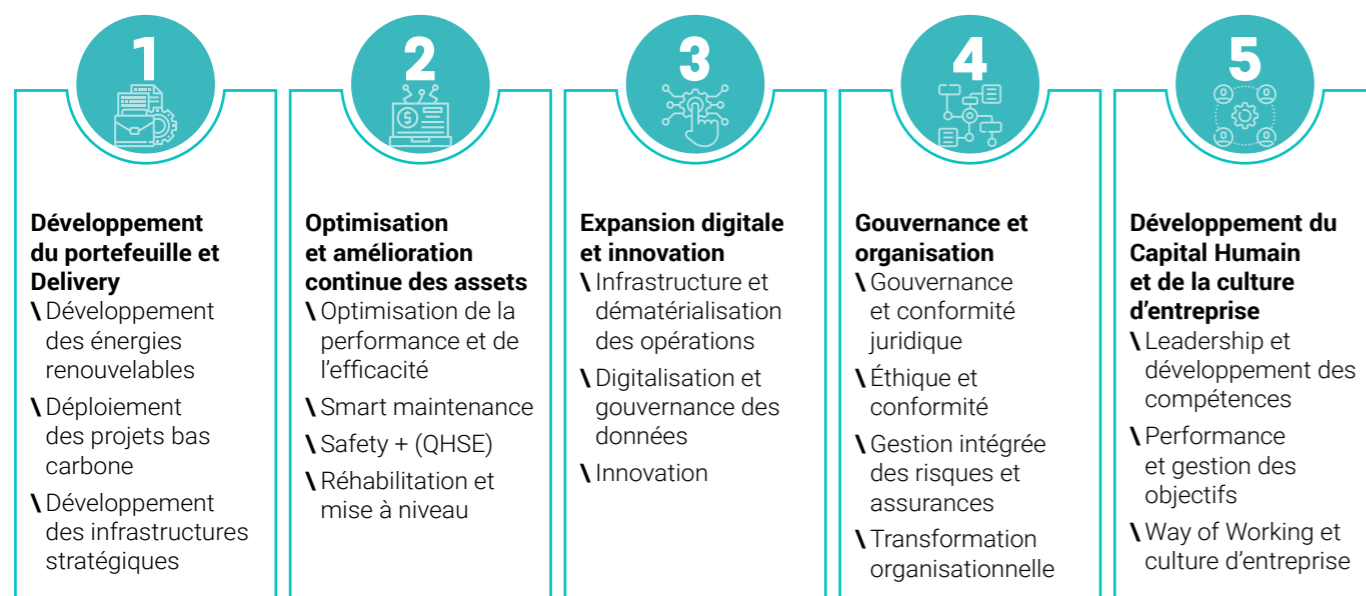 1
Développement
du portefeuille et
Delivery
\ Développement
des énergies
renouvelables
\ Déploiement
des projets bas
carbone
\ Développement
des infrastructures
stratégiques
2
Optimisation
et amélioration
continue des assets
\ Optimisation de la
performance et de
l’efficacité
\ Smart maintenance
\ Safety + (QHSE)
\ Réhabilitation et
mise à niveau
3
Expansion digitale
et innovation
\ Infrastructure et
dématérialisation
des opérations
\ Digitalisation et
gouvernance des
données
\ Innovation
4
Gouvernance et
organisation
\ Gouvernance
et conformité
juridique
\ Éthique et
conformité
\ Gestion intégrée
des risques et
assurances
\ Transformation
organisationnelle
5
Développement du
Capital Humain
et de la culture
d’entreprise
\ Leadership et
développement des
compétences
\ Performance
et gestion des
objectifs
\ Way of Working et
culture d’entreprise